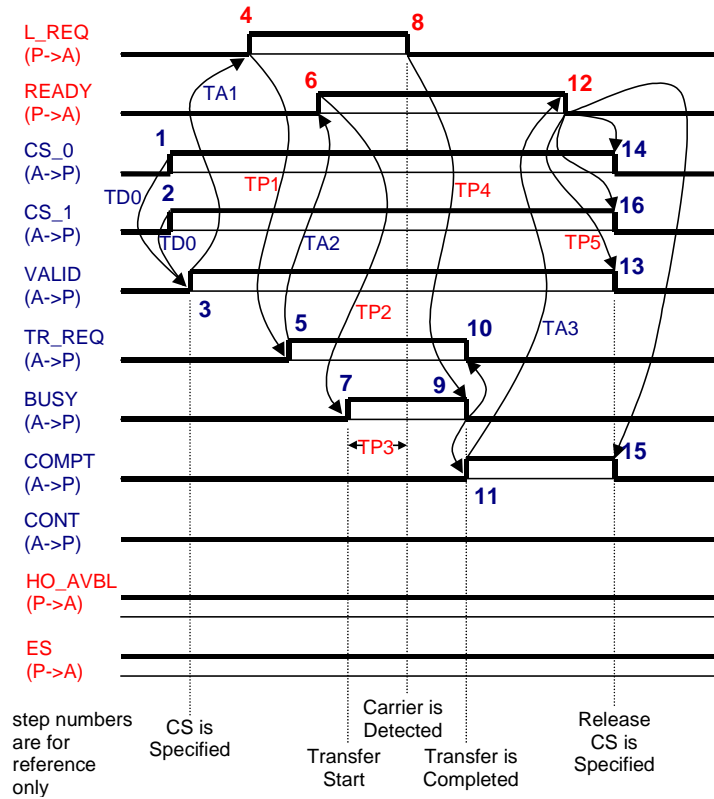 4
8
L_REQ
(P->A)
6
12
READY
(P->A)
TA1
1
14
CS_0
(A->P)
TD0
TP1
TP4
2
16
CS_1
(A->P)
TD0
TA2
TP5
13
VALID
(A->P)
3
TP2
5
10
TA3
TR_REQ
(A->P)
7
9
BUSY
(A->P)
TP3
15
COMPT
(A->P)
11
CONT
(A->P)
HO_AVBL
(P->A)
ES
(P->A)
step numbers
are for
reference
only
CS is
Specified
Carrier is
Detected
Transfer
Start
Transfer is
Completed
Release
CS is
Specified